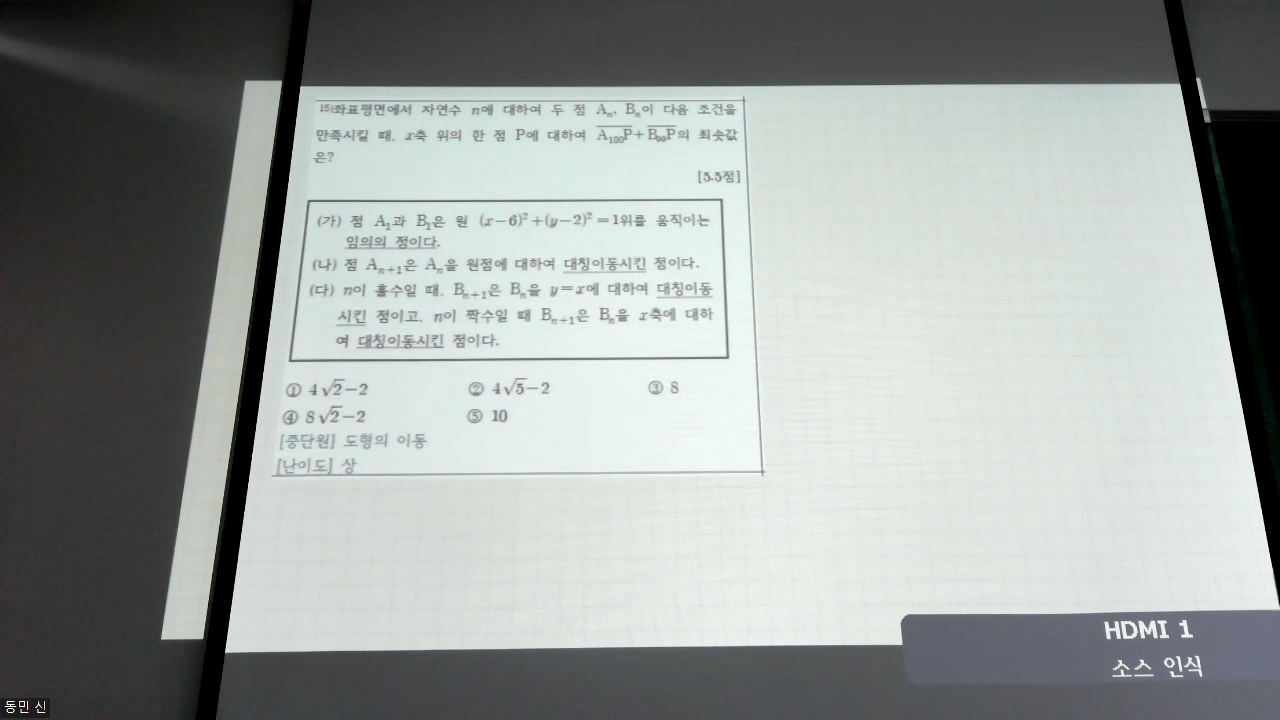 15)좌표평면에서 자연수 n에 대하여 두 점 Aₙ, Bₙ이 다음 조건을
만족시킬 때, x축 위의 한 점 P에 대하여 A₁₀₀P+B₉₉P의 최솟값
은?
[5.5점]
(가) 점 A₁과 B₁은 원 (x-6)²+(y-2)²=1위를 움직이는
임의의 점이다.
(나) 점 Aₙ₊₁은 Aₙ을 원점에 대하여 대칭이동시킨 점이다.
(다) n이 홀수일 때, Bₙ₊₁은 Bₙ을 y=x에 대하여 대칭이동
시킨 점이고, n이 짝수일 때 Bₙ₊₁은 Bₙ을 x축에 대하
여 대칭이동시킨 점이다.
① 4√2-2 ② 4√5-2 ③ 8
④ 8√2-2 ⑤ 10
[중단원] 도형의 이동
[난이도] 상
HDMI 1
소스 인식
동민 신